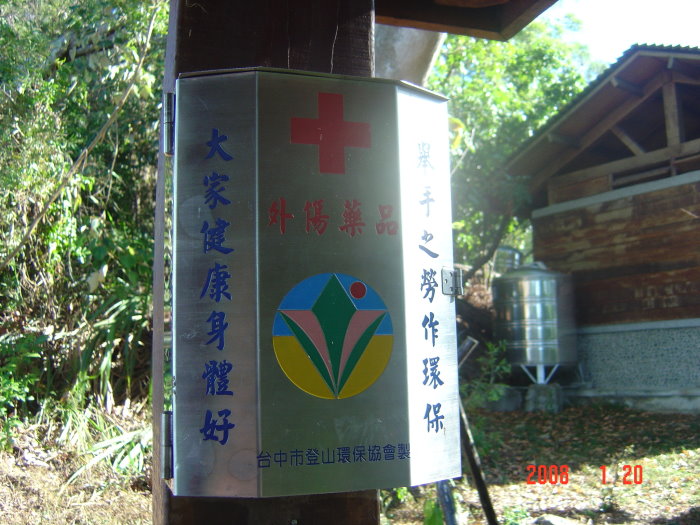 舉手之勞作環保
外傷藥品
大家健康身體好
台中市登山環保協會製
2008 1 20